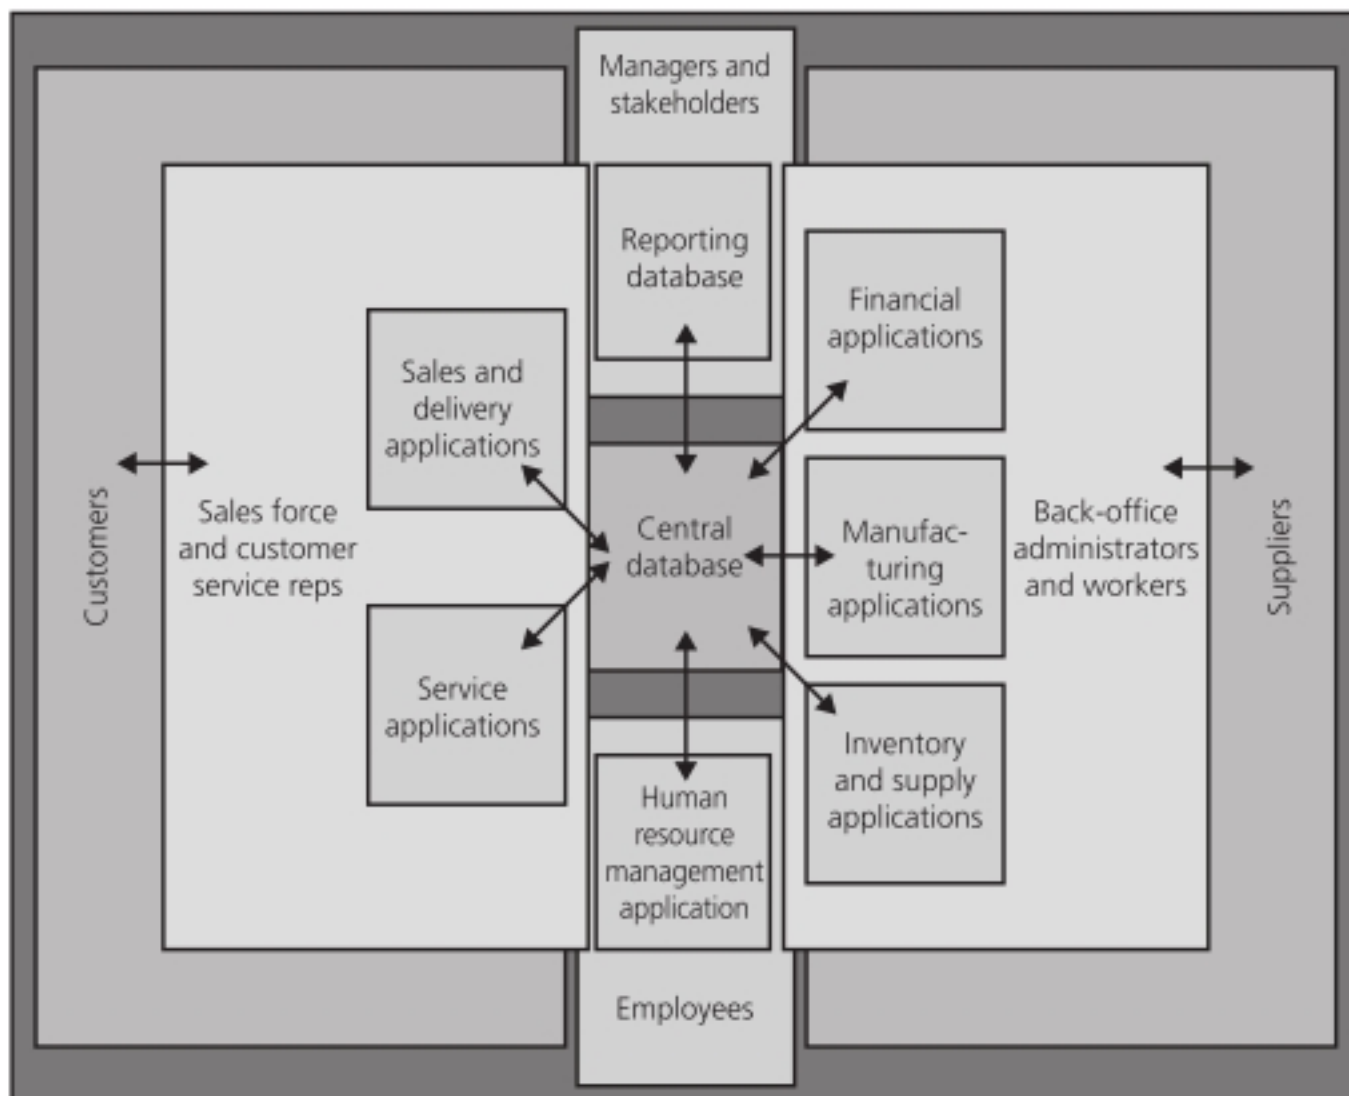 Managers and
stakeholders
Reporting
database
Financial
applications
Sales and
delivery
applications
Customers
Sales force
and customer
service reps
Central
database
Manufac-
turing
applications
Back-office
administrators
and workers
Suppliers
Service
applications
Inventory
and supply
applications
Human
resource
management
application
Employees